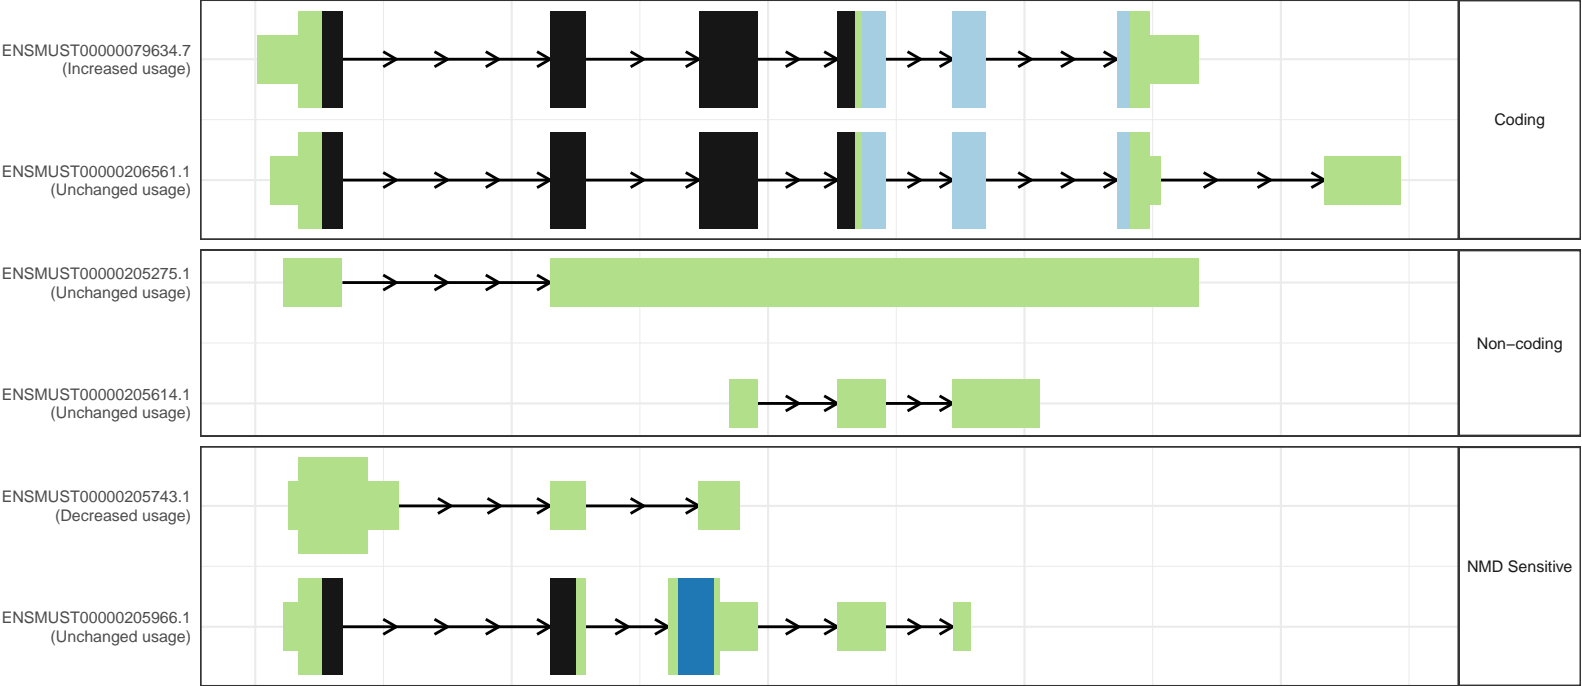 ENSMUST00000079634.7
(Increased usage)
ENSMUST00000206561.1
(Unchanged usage)
Coding
ENSMUST00000205275.1
(Unchanged usage)
ENSMUST00000205614.1
(Unchanged usage)
Non−coding
ENSMUST00000205743.1
(Decreased usage)
ENSMUST00000205966.1
(Unchanged usage)
NMD Sensitive